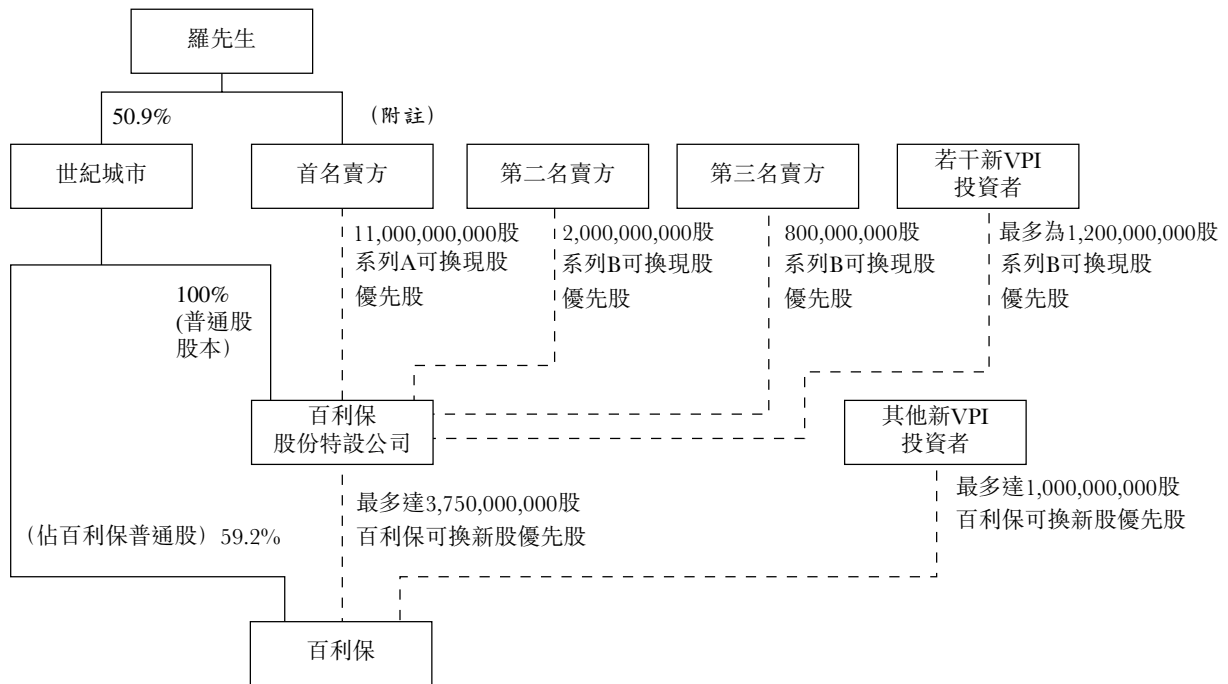 羅先生
50.9%
（附註）
世紀城市
首名賣方
第二名賣方
第三名賣方
若干新VPI
投資者
11,000,000,000股
系列A可換現股
優先股
2,000,000,000股
系列B可換現股
優先股
800,000,000股
系列B可換現股
優先股
最多為1,200,000,000股
系列B可換現股
優先股
100%
(普通股
股本）
百利保
股份特設公司
其他新VPI
投資者
最多達3,750,000,000股
百利保可換新股優先股
最多達1,000,000,000股
百利保可換新股優先股
（佔百利保普通股）59.2%
百利保